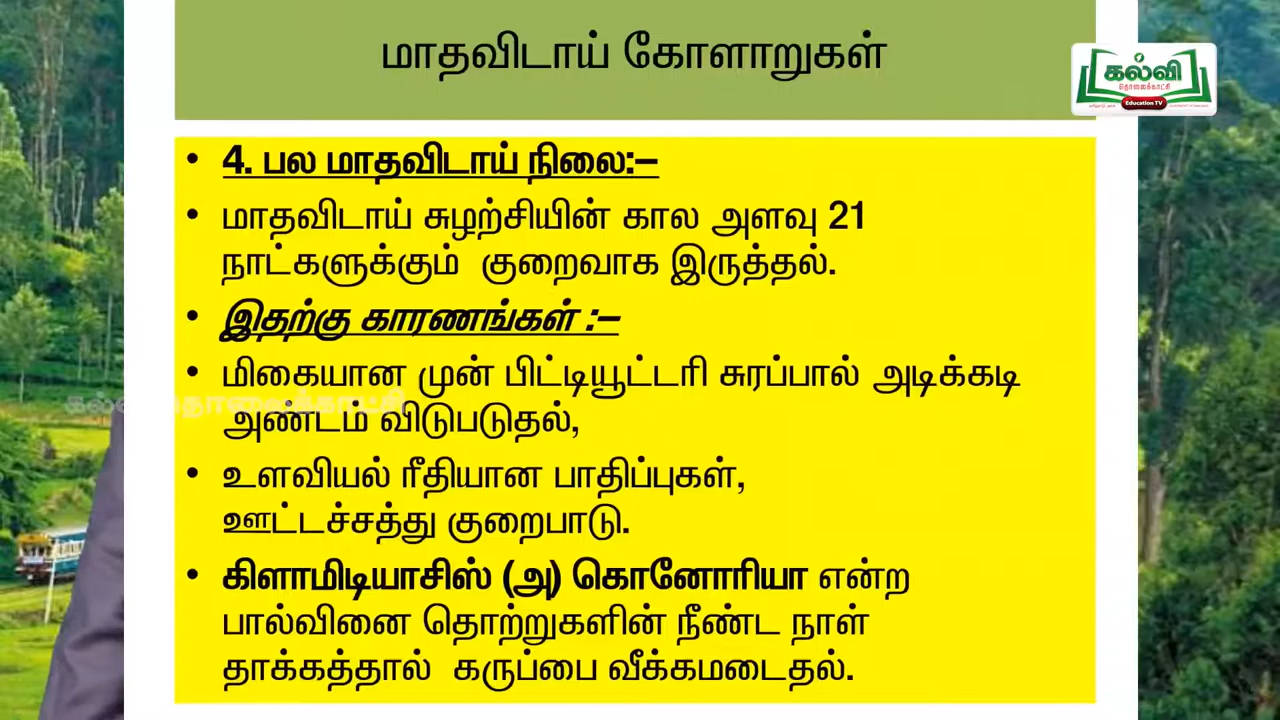 மாதவிடாய் கோளாறுகள்
கல்வி
தொலைக்காட்சி
Education TV
• 4. பல மாதவிடாய் நிலை:–
• மாதவிடாய் சுழற்சியின் கால அளவு 21
நாட்களுக்கும் குறைவாக இருத்தல்.
• இதற்கு காரணங்கள் :–
• மிகையான முன் பிட்டியூட்டரி சுரப்பால் அடிக்கடி
கல்வி தொலைக்காட்சி
அண்டம் விடுபடுதல்,
• உளவியல் ரீதியான பாதிப்புகள்,
ஊட்டச்சத்து குறைபாடு.
• கிளாமிடியாசிஸ் (அ) கொனோரியா என்ற
பால்வினை தொற்றுகளின் நீண்ட நாள்
தாக்கத்தால் கருப்பை வீக்கமடைதல்.